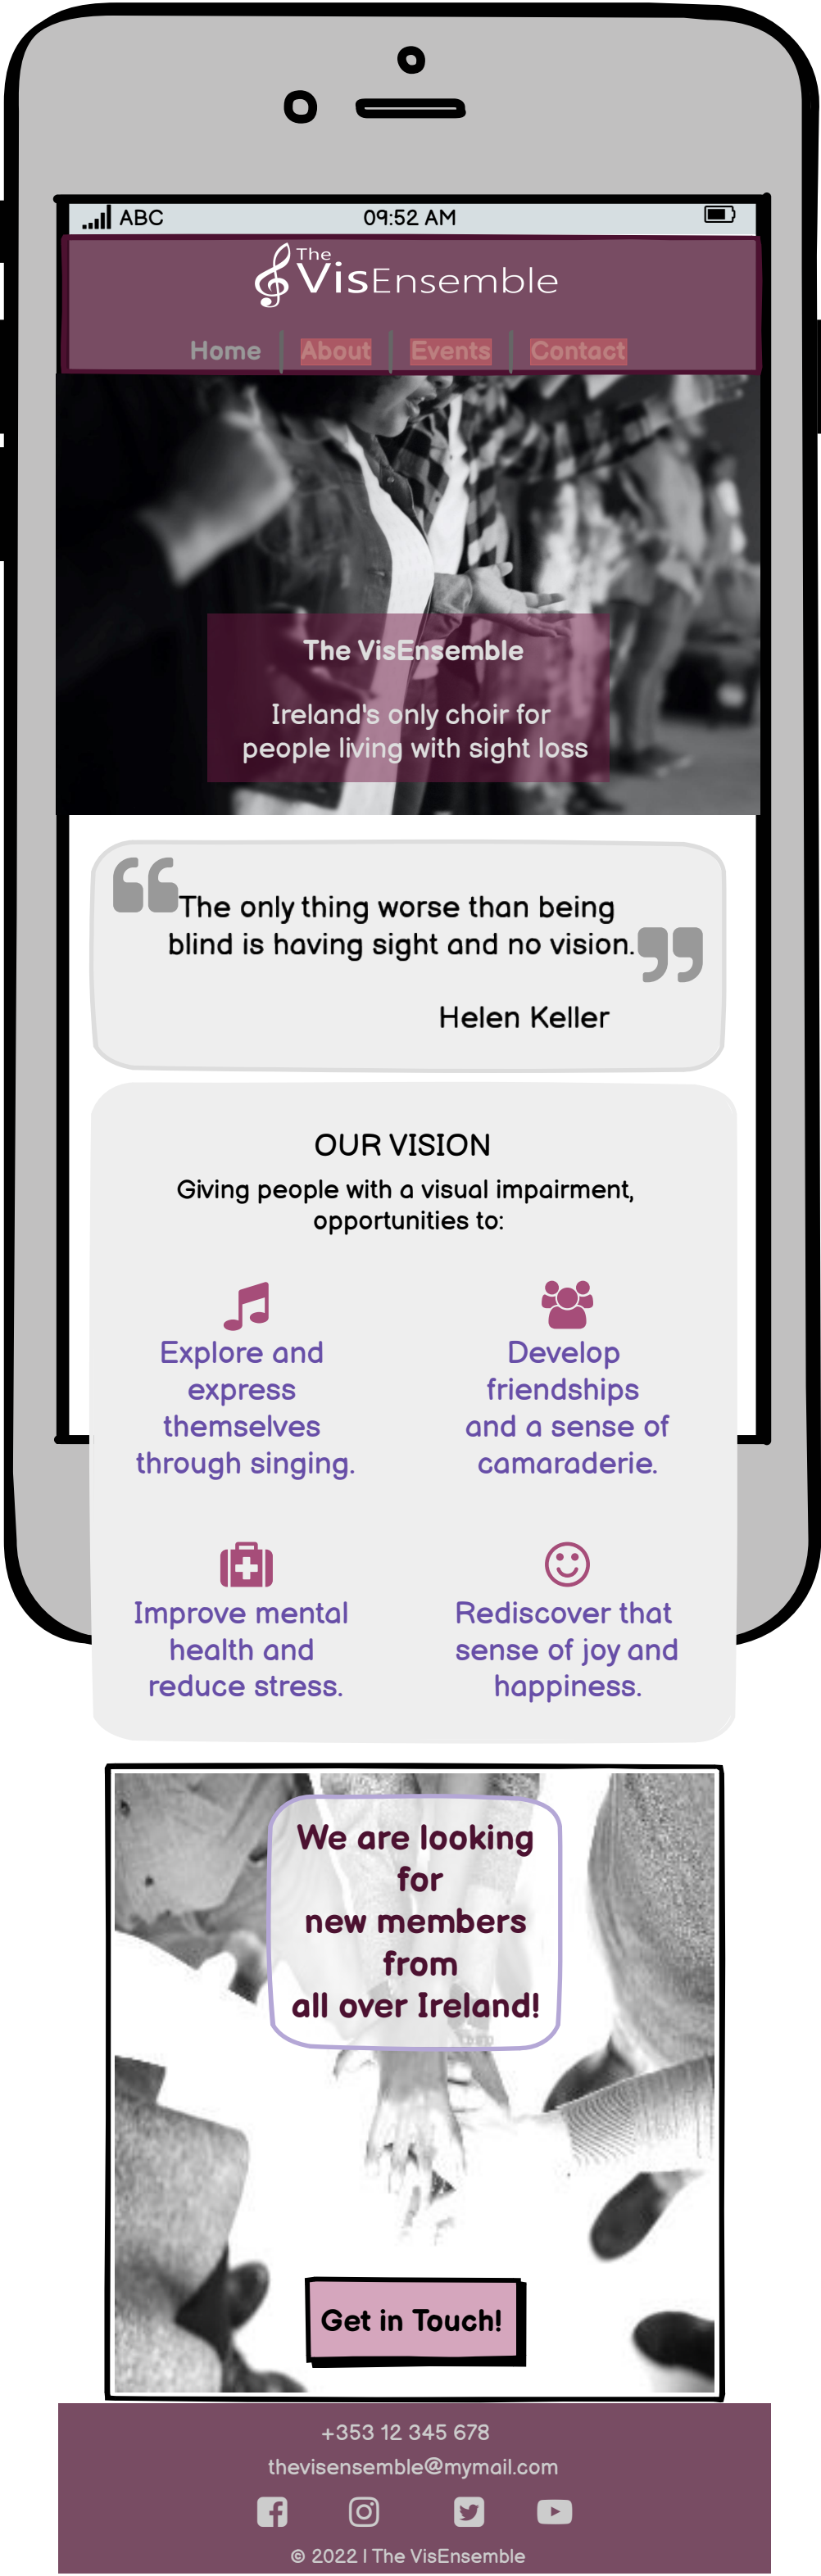 ABC 09:52 AM
The
VisEnsemble
Home About Events Contact
The VisEnsemble
Ireland's only choir for
people living with sight loss
The only thing worse than being
blind is having sight and no vision.
Helen Keller
OUR VISION
Giving people with a visual impairment,
opportunities to:
Explore and
express
themselves
through singing.
Develop
friendships
and a sense of
camaraderie.
Improve mental
health and
reduce stress.
Rediscover that
sense of joy and
happiness.
We are looking
for
new members
from
all over Ireland!
Get in Touch!
+353 12 345 678
thevisensemble@mymail.com
© 2022 | The VisEnsemble